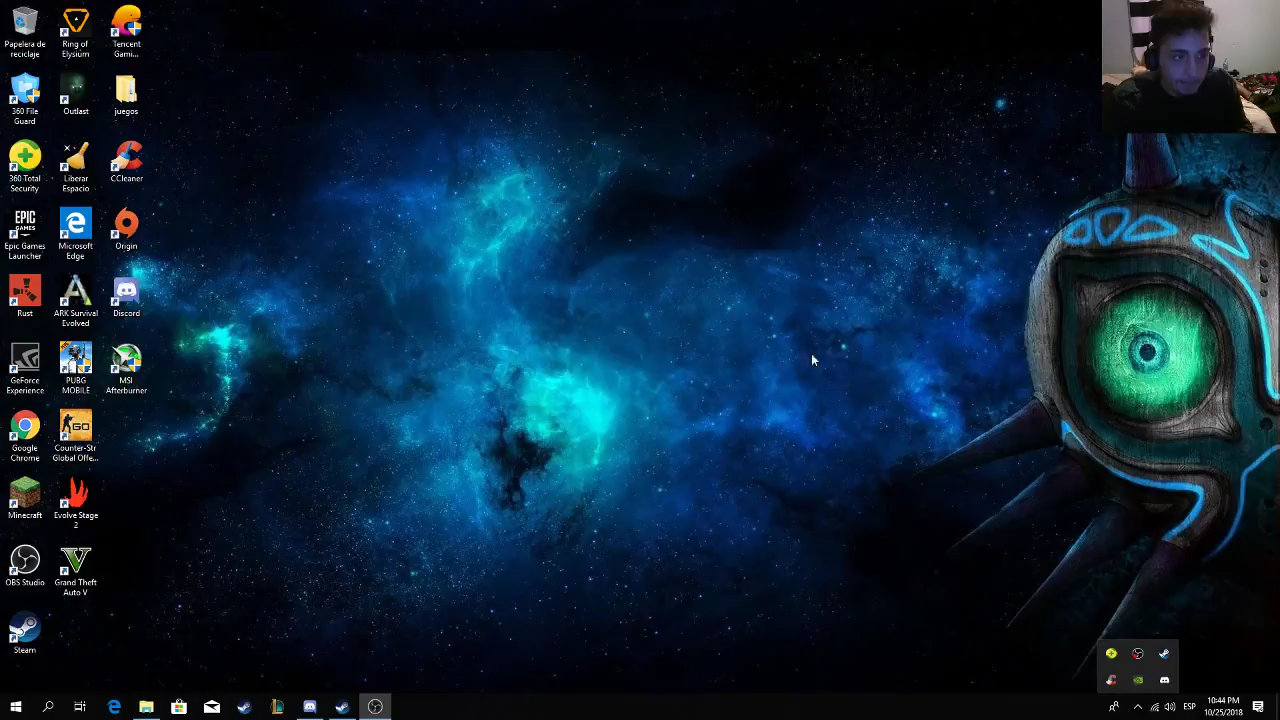 Papelera de
reciclaje
Ring of
Elysium
Tencent
Gami...
360 File
Guard
Outlast
juegos
360 Total
Security
Liberar
Espacio
CCleaner
EPIC
GAMES
Epic Games
Launcher
Microsoft
Edge
Origin
Rust
ARK Survival
Evolved
Discord
GeForce
Experience
PUBG
MOBILE
MSI
Afterburner
Google
Chrome
GO
Counter-Str
Global Offe...
Minecraft
Evolve Stage
2
OBS Studio
Grand Theft
Auto V
Steam
ESP
10:44 PM
10/25/2018